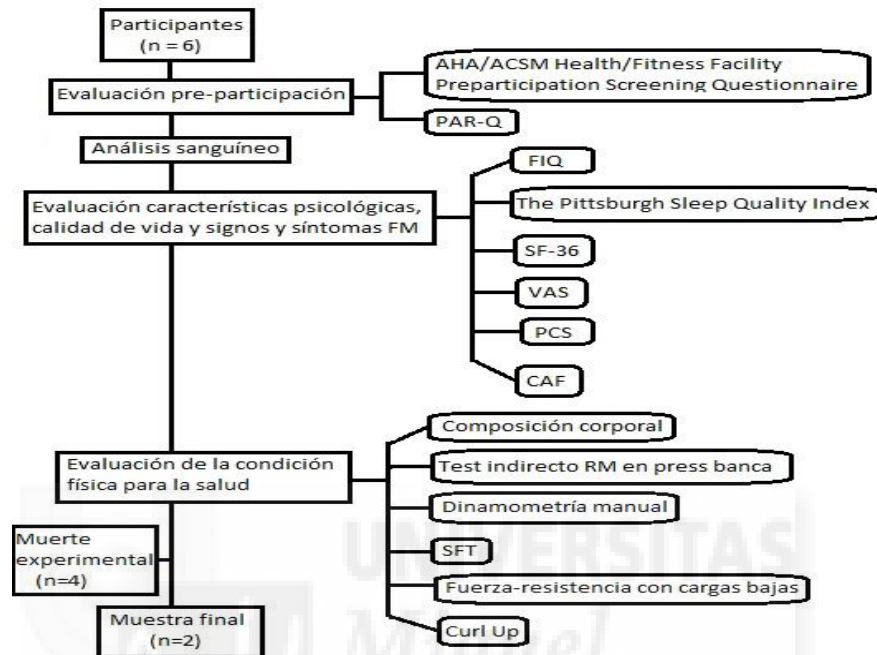 Participantes
(n = 6)
AHA/ACSM Health/Fitness Facility
Preparticipation Screening Questionnaire
Evaluación pre-participación
PAR-Q
Análisis sanguíneo
FIQ
Evaluación características psicológicas,
calidad de vida y signos y síntomas FM
The Pittsburgh Sleep Quality Index
SF-36
VAS
PCS
CAF
Composición corporal
Evaluación de la condición
física para la salud
Test indirecto RM en press banca
Dinamometría manual
Muerte
experimental
(n=4)
SFT
Fuerza-resistencia con cargas bajas
Muestra final
(n=2)
Curl Up
UNIVERSITAS
Miguel